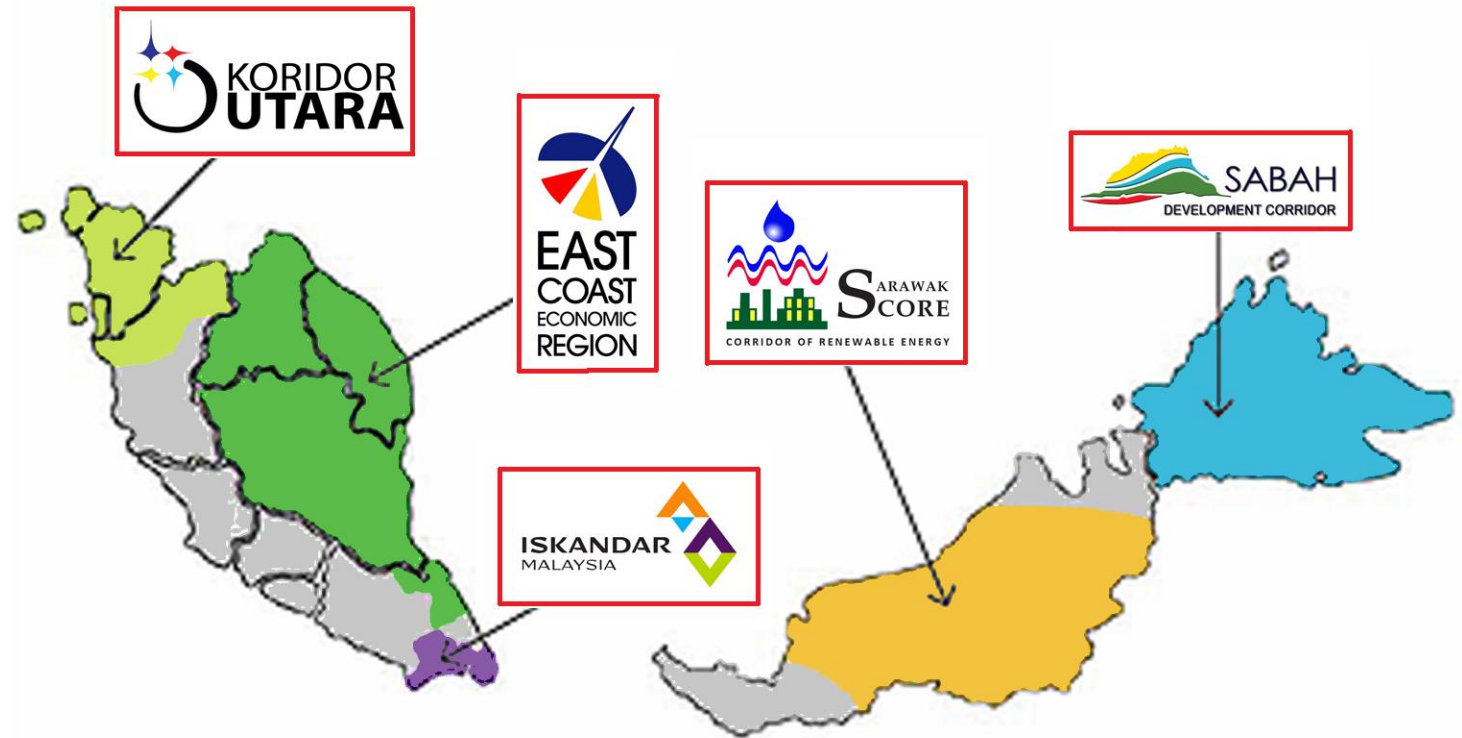 KORIDOR
UTARA
EAST
COAST
ECONOMIC
REGION
SARAWAK
SCORE
CORRIDOR OF RENEWABLE ENERGY
SABAH
DEVELOPMENT CORRIDOR
ISKANDAR
MALAYSIA